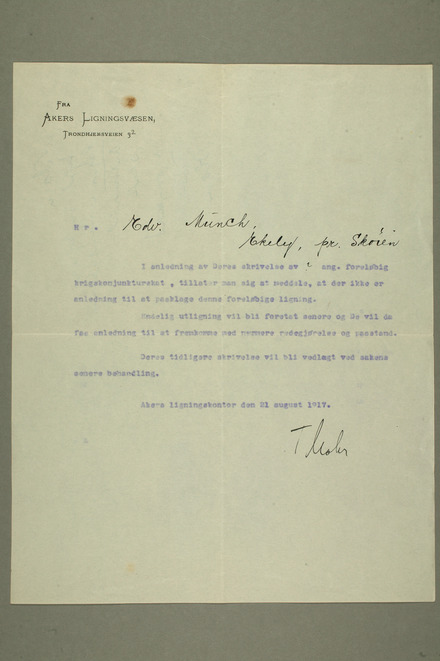 FRA
AKERS LIGNINGSVÆSEN,
TRONDHJEMSVEIEN 52.
Hr. Edv. Münch,
Ekely, pr. Skøien
I anledning av Deres skrivelse av ang. foreløbig
krigskonjunkturskat, tillater man sig at meddele, at der ikke er
anledning til at paaklage denne foreløbige ligning.
Endelig utligning vil bli foretat senere og De vil da
faa anledning til at fremkomme med nærmere redegjørelse og paastand.
Deres tidligere skrivelse vil bli vedlagt ved sakens
senere behandling.
Akers ligningskontor den 21 august 1917.